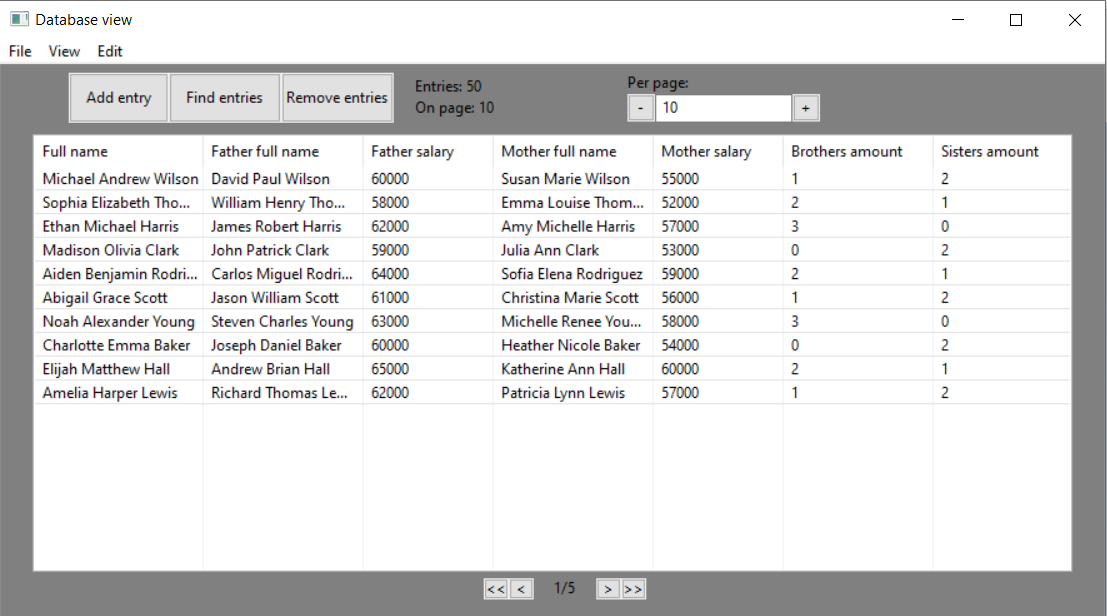 Database view
File View Edit
Add entry Find entries Remove entries
Entries: 50
On page: 10
Per page:
- 10 +
Full name Father full name Father salary Mother full name Mother salary Brothers amount Sisters amount
Michael Andrew Wilson David Paul Wilson 60000 Susan Marie Wilson 55000 1 2
Sophia Elizabeth Tho... William Henry Tho... 58000 Emma Louise Thom... 52000 2 1
Ethan Michael Harris James Robert Harris 62000 Amy Michelle Harris 57000 3 0
Madison Olivia Clark John Patrick Clark 59000 Julia Ann Clark 53000 0 2
Aiden Benjamin Rodri... Carlos Miguel Rodri... 64000 Sofia Elena Rodriguez 59000 2 1
Abigail Grace Scott Jason William Scott 61000 Christina Marie Scott 56000 1 2
Noah Alexander Young Steven Charles Young 63000 Michelle Renee You... 58000 3 0
Charlotte Emma Baker Joseph Daniel Baker 60000 Heather Nicole Baker 54000 0 2
Elijah Matthew Hall Andrew Brian Hall 65000 Katherine Ann Hall 60000 2 1
Amelia Harper Lewis Richard Thomas Le... 62000 Patricia Lynn Lewis 57000 1 2
<< < 1/5 > >>